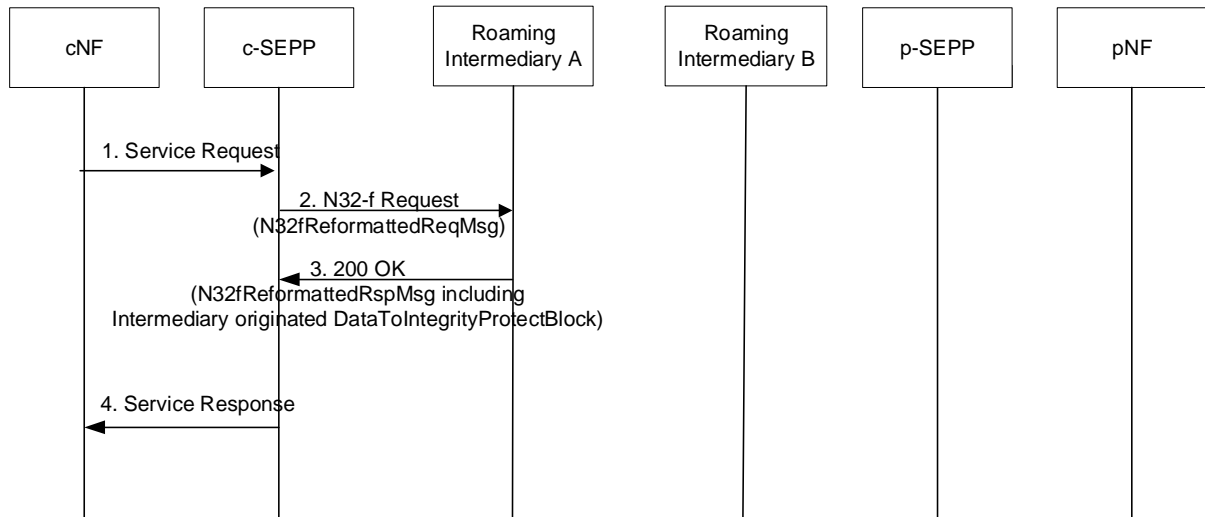 cNF
c-SEPP
Roaming
Intermediary A
Roaming
Intermediary B
p-SEPP
pNF
1. Service Request
2. N32-f Request
(N32fReformattedReqMsg)
3. 200 OK
(N32fReformattedRspMsg including
Intermediary originated DataToIntegrityProtectBlock)
4. Service Response